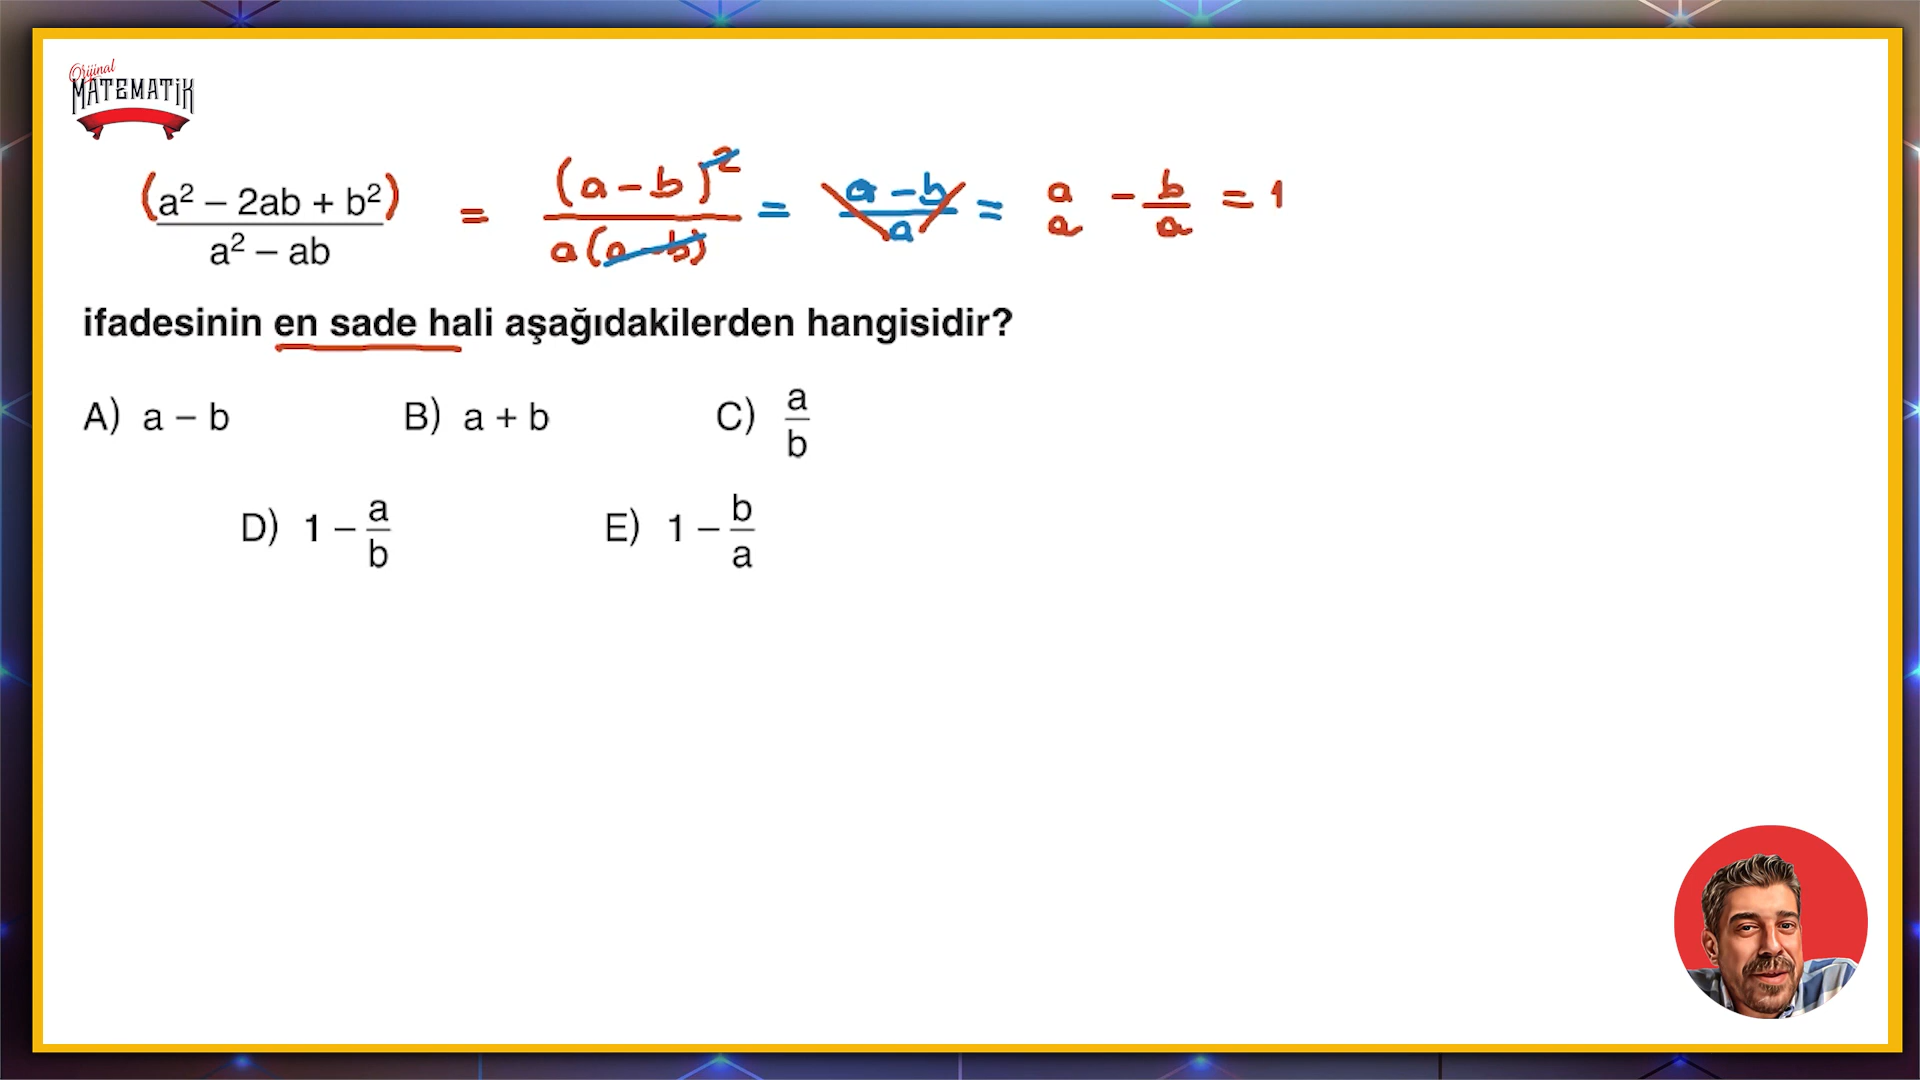 Orijinal
MATEMATİK
(a² – 2ab + b²) / a² – ab = (a – b)² / a(a – b) = a – b / a = a / a – b / a = 1
ifadesinin en sade hali aşağıdakilerden hangisidir?
A) a – b B) a + b C) a / b
D) 1 – a / b E) 1 – b / a